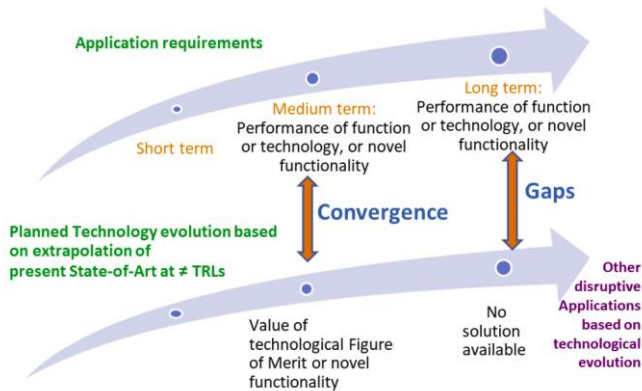 Application requirements
Short term
Medium term:
Performance of function
or technology, or novel
functionality
Long term:
Performance of function
or technology, or novel
functionality
Convergence
Gaps
Planned Technology evolution based
on extrapolation of
present State-of-Art at ≠ TRLs
Value of
technological Figure
of Merit or novel
functionality
No
solution
available
Other
disruptive
Applications
based on
technological
evolution